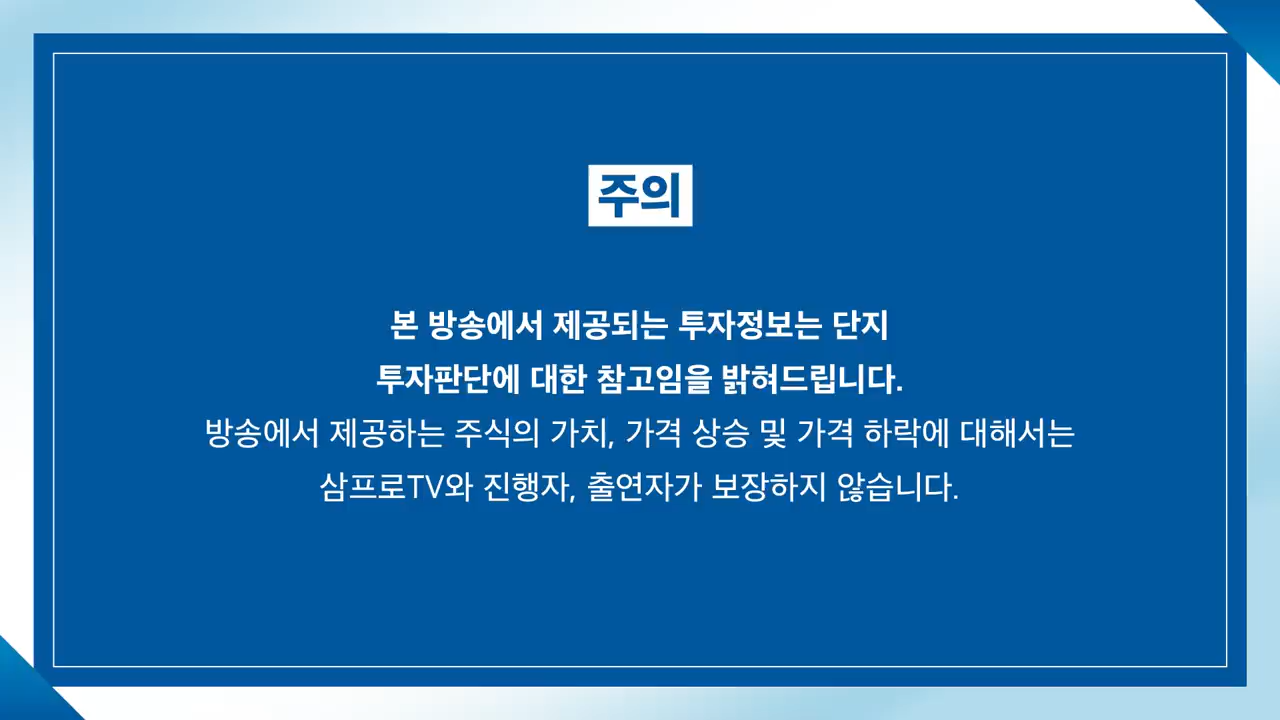 주의
본 방송에서 제공되는 투자정보는 단지
투자판단에 대한 참고임을 밝혀드립니다.
방송에서 제공하는 주식의 가치, 가격 상승 및 가격 하락에 대해서는
삼프로TV와 진행자, 출연자가 보장하지 않습니다.